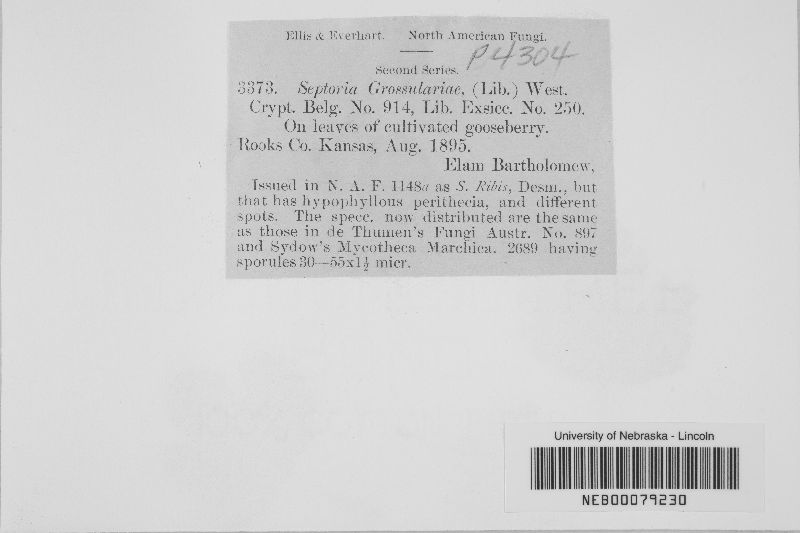 Ellis & Everhart. North American Fungi.
P4304
Second Series.
3373. Septoria Grossulariae, (Lib.) West.
Crypt. Belg. No. 914, Lib. Exsicc. No. 250.
On leaves of cultivated gooseberry.
Rooks Co. Kansas, Aug. 1895.
Elam Bartholomew,
Issued in N. A. F. 1148a as S. Ribis, Desm., but
that has hypophyllous perithecia, and different
spots. The specc. now distributed are the same
as those in de Thumen's Fungi Austr. No. 897
and Sydow's Mycotheca Marchica. 2689 having
sporules 30—55x1½ micr.
University of Nebraska - Lincoln
NEB00079230